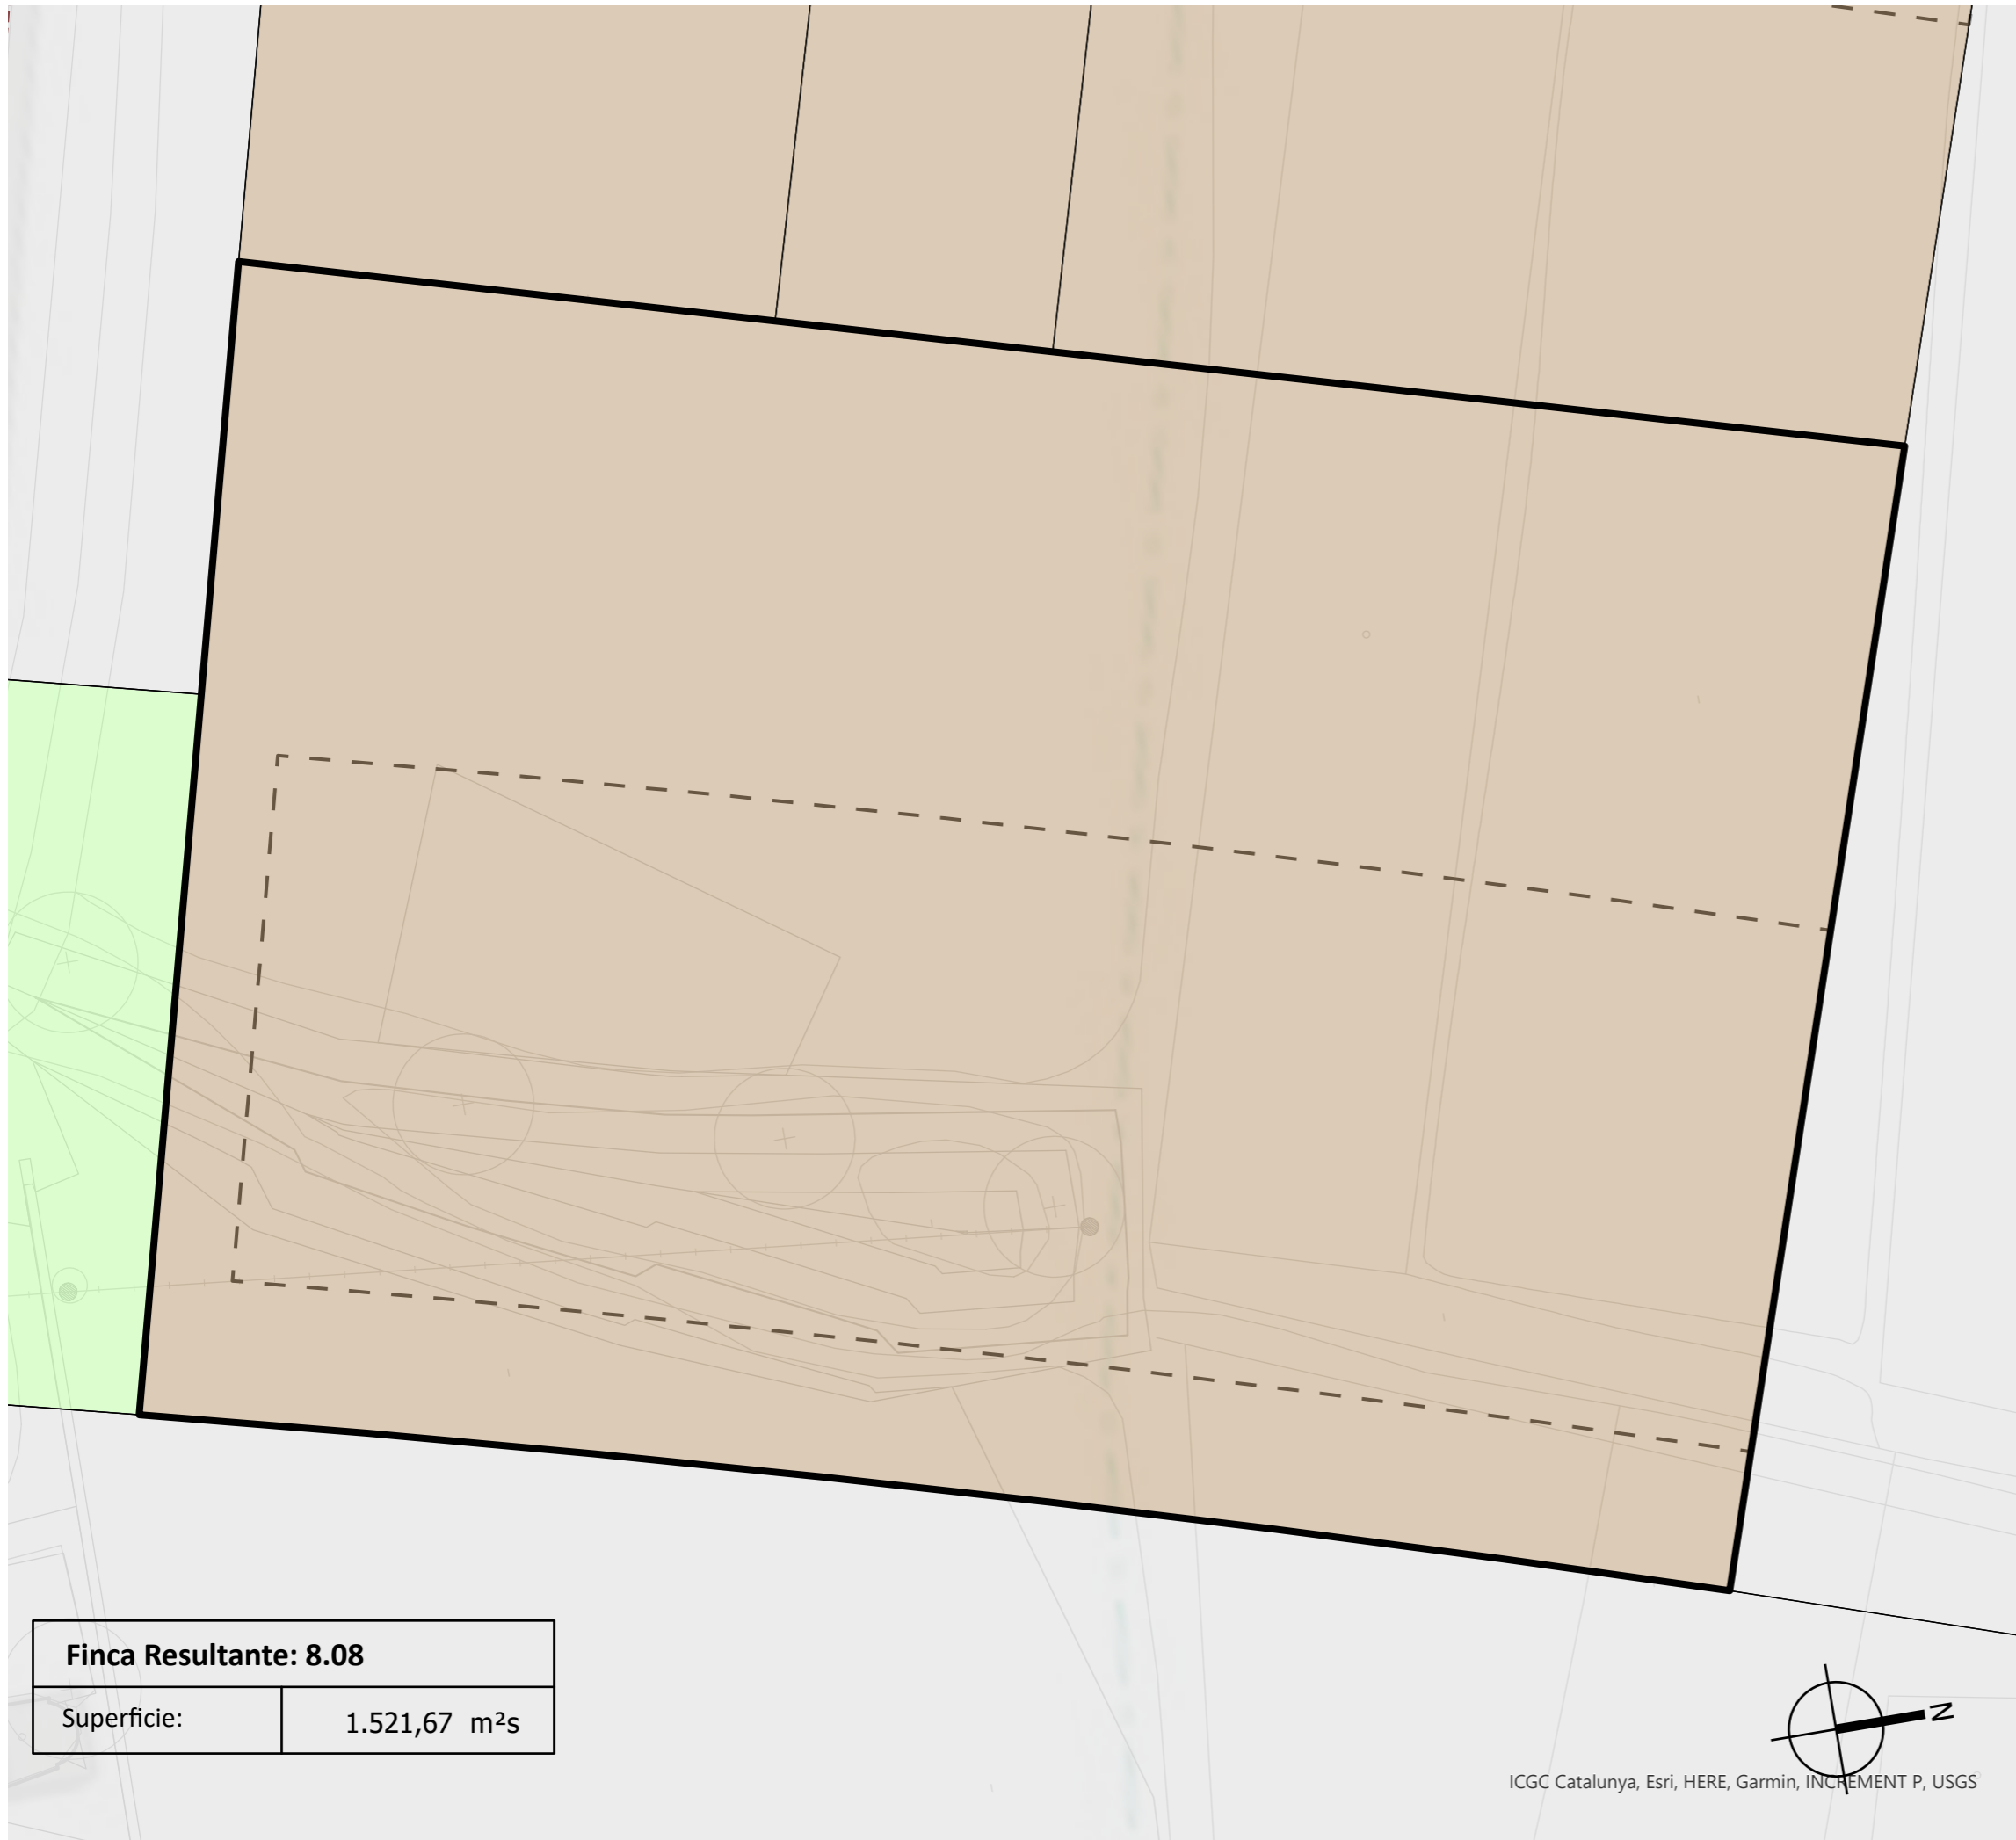 Finca Resultante: 8.08
Superficie: 1.521,67 m²s
N
ICGC Catalunya, Esri, HERE, Garmin, INCREMENT P, USGS